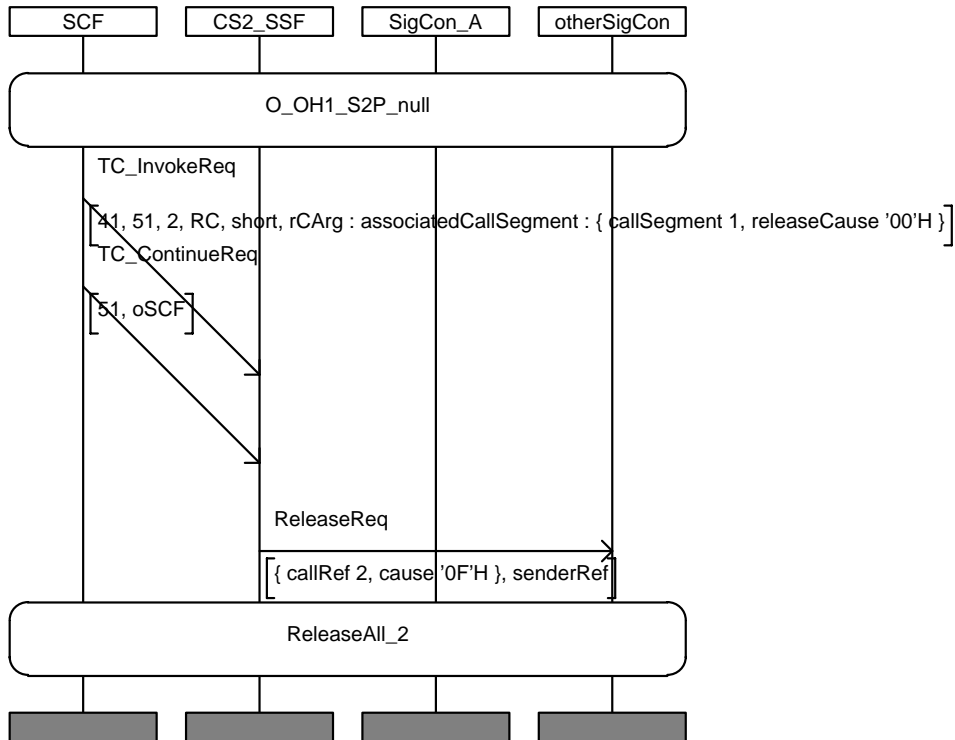 SCF CS2_SSF SigCon_A otherSigCon
O_OH1_S2P_null
TC_InvokeReq
41, 51, 2, RC, short, rCArg : associatedCallSegment : { callSegment 1, releaseCause '00'H }
TC_ContinueReq
51, oSCF
ReleaseReq
{ callRef 2, cause '0F'H }, senderRef
ReleaseAll_2